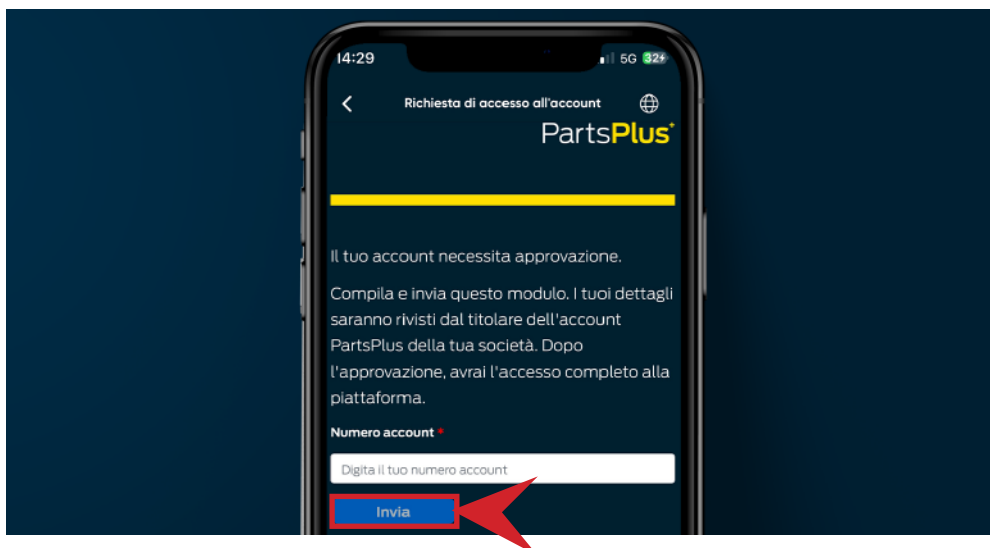 14:29
5G 32
Richiesta di accesso all'account
PartsPlus+
Il tuo account necessita approvazione.
Compila e invia questo modulo. I tuoi dettagli
saranno rivisti dal titolare dell'account
PartsPlus della tua società. Dopo
l'approvazione, avrai l'accesso completo alla
piattaforma.
Numero account *
Digita il tuo numero account
Invia